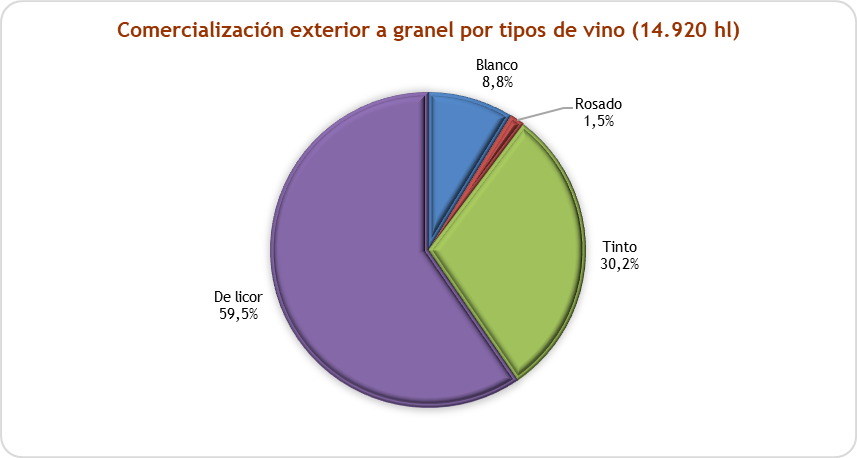 Comercialización exterior a granel por tipos de vino (14.920 hl)
Blanco
8,8%
Rosado
1,5%
Tinto
30,2%
De licor
59,5%